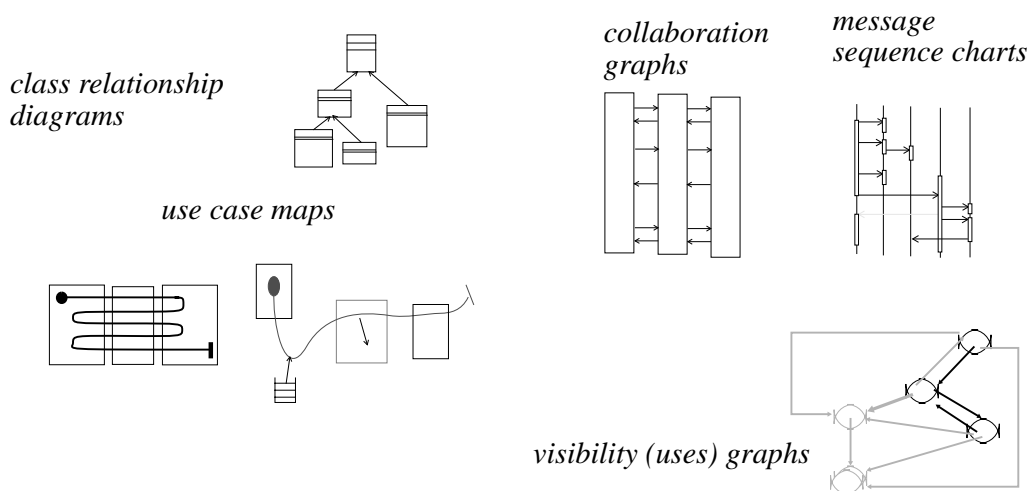 class relationship
diagrams
collaboration
graphs
message
sequence charts
use case maps
visibility (uses) graphs